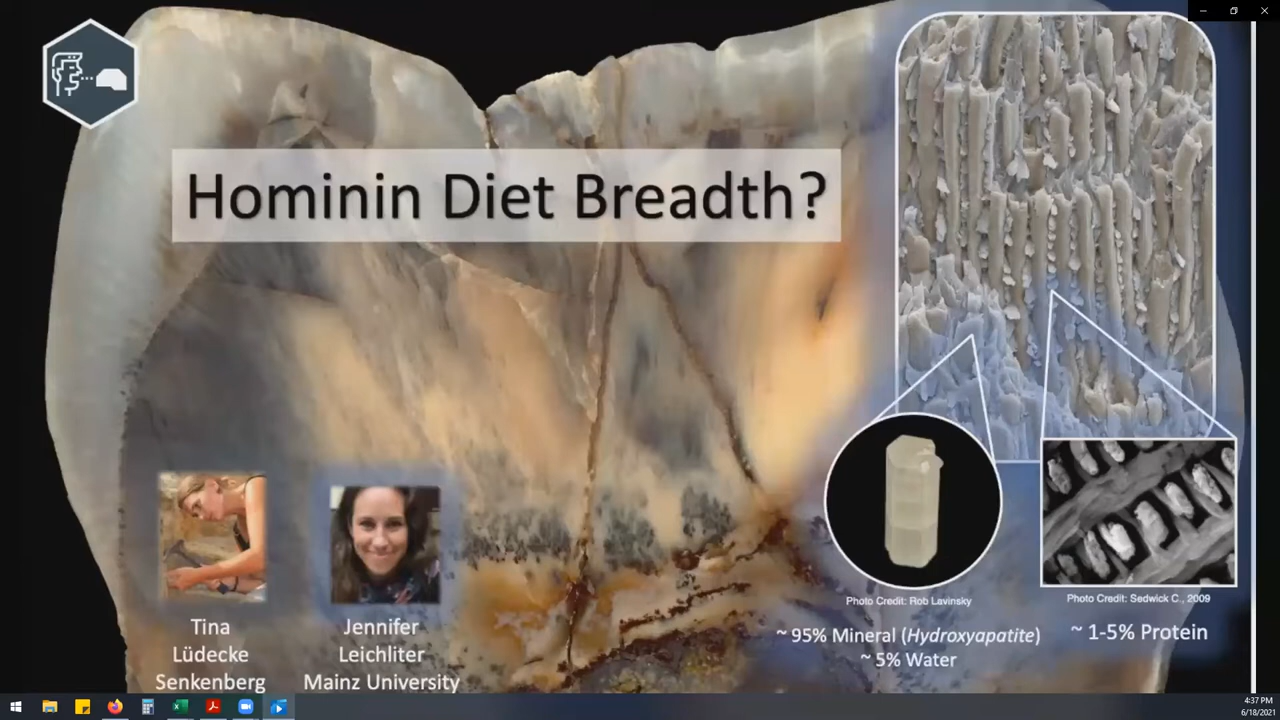 Hominin Diet Breadth?
Tina
Lüdecke
Senkenberg
Jennifer
Leichliter
Mainz University
Photo Credit: Rob Lavinsky
~ 95% Mineral (Hydroxyapatite)
~ 5% Water
Photo Credit: Sedwick C., 2009
~ 1-5% Protein
4:37 PM
6/18/2021